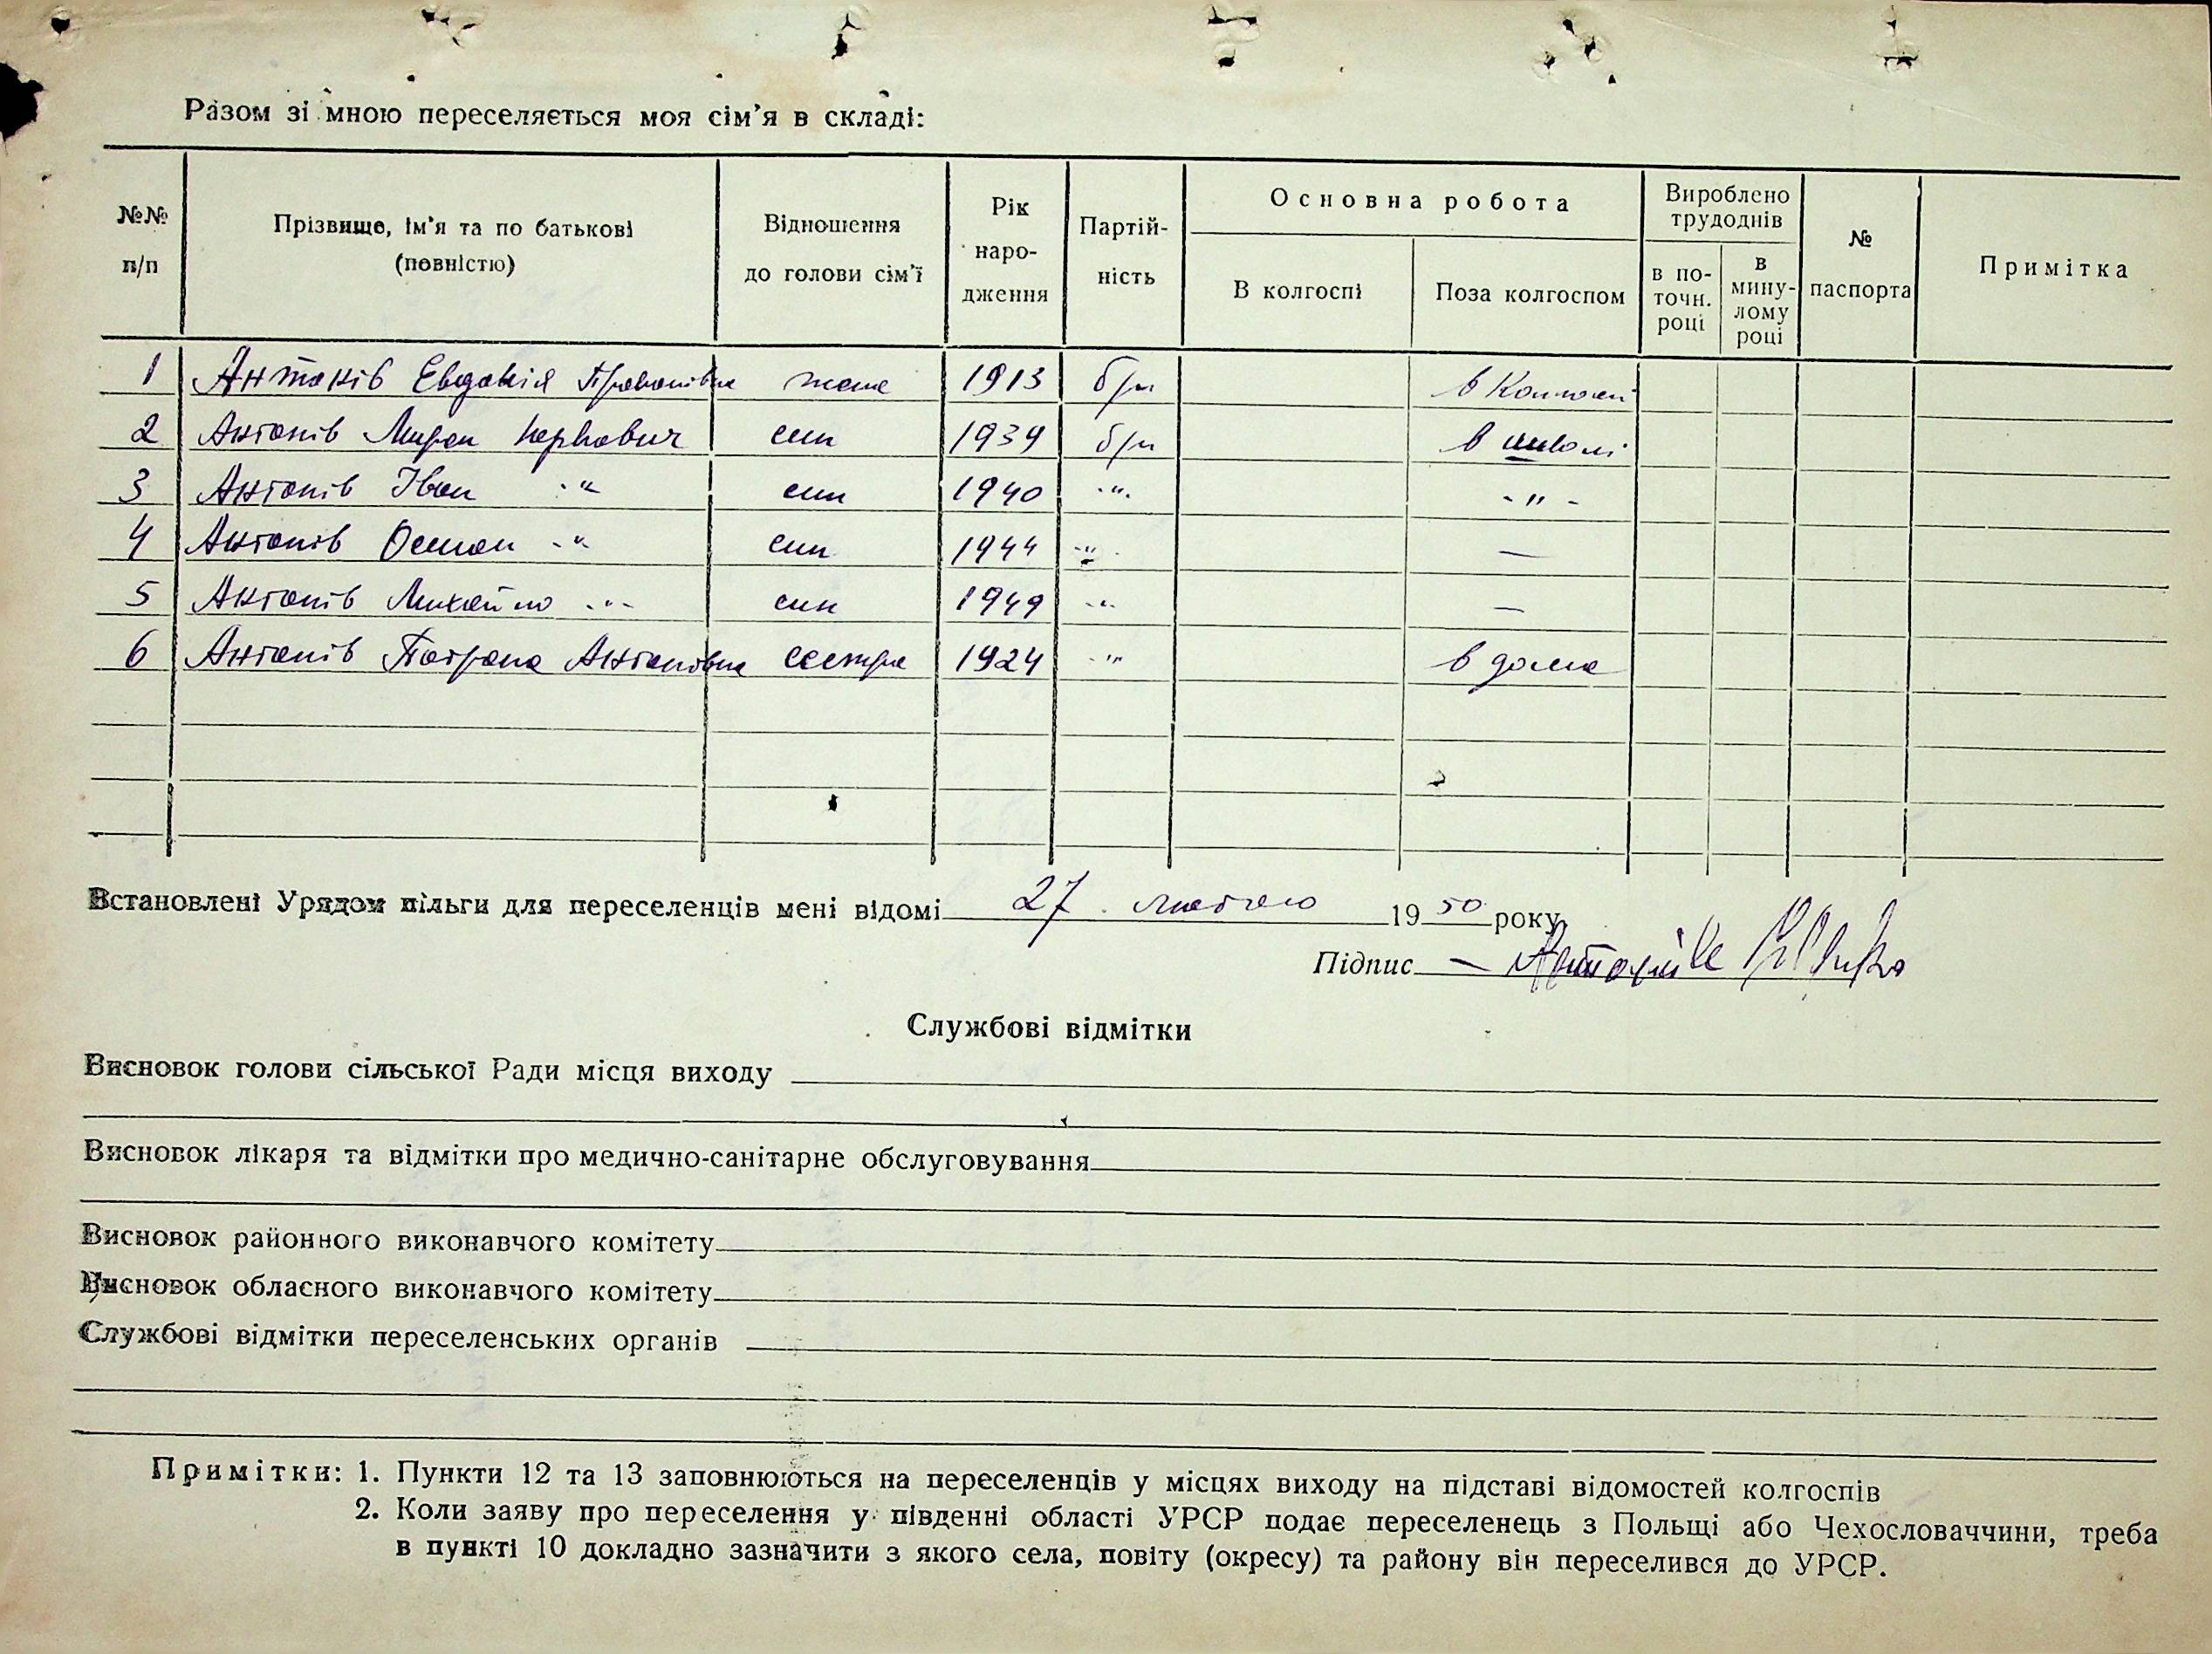 Разом зі мною переселяється моя сім'я в складі:
№№ п/п
Прізвище, ім'я та по батькові (повністю)
Відношення до голови сім'ї
Рік народження
Партійність
Основна робота
В колгоспі
Поза колгоспом
Вироблено трудоднів
в поточн. році
в минулому році
№ паспорта
Примітка
1 Антонів Евдокія жена 1913 б/п в
2 Антонів Мирон син 1939 б/п в школі
3 Антонів Іван -"- син 1940 -"- -"-
4 Антонів Осман -"- син 1944 -"- —
5 Антонів Михайло -"- син 1949 -"- —
6 Антонів Антонівна сестра 1924 -"- в дома
Встановлені Урядом пільги для переселенців мені відомі 27 лютого 1950 року
Підпис
Службові відмітки
Висновок голови сільської Ради місця виходу
Висновок лікаря та відмітки про медично-санітарне обслуговування
Висновок районного виконавчого комітету
Висновок обласного виконавчого комітету
Службові відмітки переселенських органів
Примітки: 1. Пункти 12 та 13 заповнюються на переселенців у місцях виходу на підставі відомостей колгоспів
2. Коли заяву про переселення у південні області УРСР подає переселенець з Польщі або Чехословаччини, треба
в пункті 10 докладно зазначити з якого села, повіту (окресу) та району він переселився до УРСР.